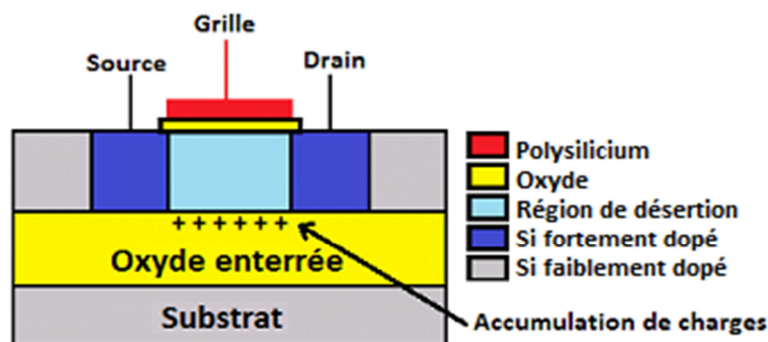 Grille
Source
Drain
Polysilicium
Oxyde
Région de désertion
Si fortement dopé
Si faiblement dopé
+ + + + + +
Oxyde enterrée
Substrat
Accumulation de charges